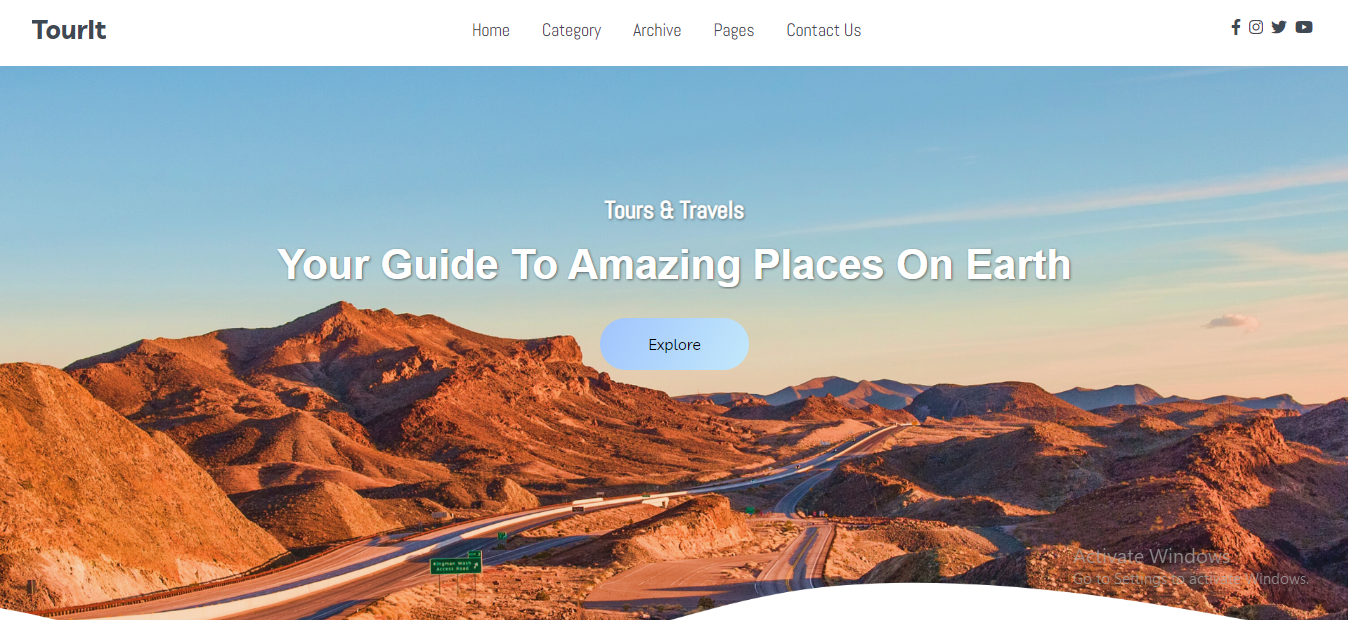 TourIt
Home Category Archive Pages Contact Us
Tours & Travels
Your Guide To Amazing Places On Earth
Explore
Kingman Wash
Access Road
Activate Windows
Go to Settings to activate Windows.